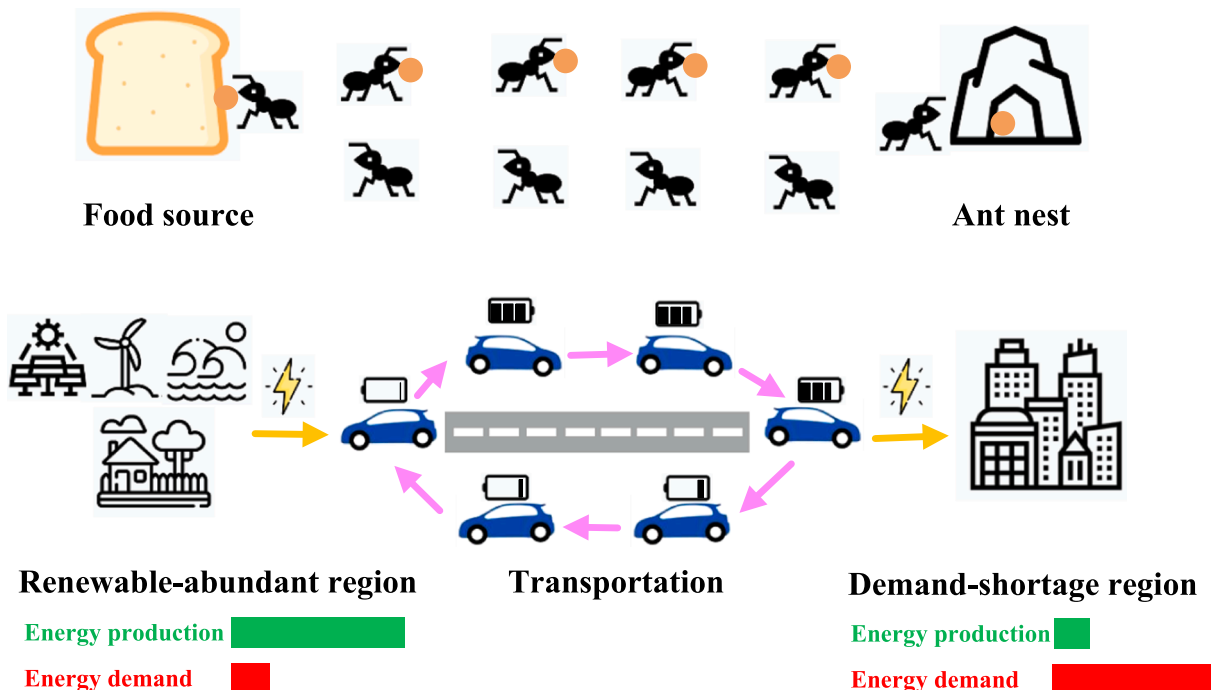 Food source
Ant nest
Renewable-abundant region
Transportation
Demand-shortage region
Energy production
Energy production
Energy demand
Energy demand